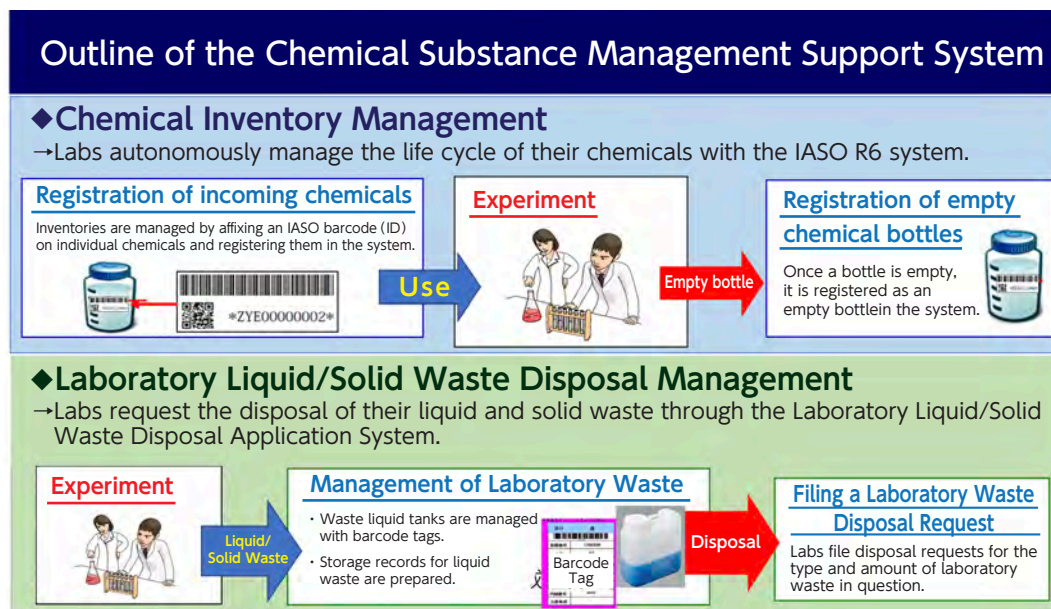 Outline of the Chemical Substance Management Support System
◆Chemical Inventory Management
→Labs autonomously manage the life cycle of their chemicals with the IASO R6 system.
Registration of incoming chemicals
Inventories are managed by affixing an IASO barcode (ID)
on individual chemicals and registering them in the system.
*ZYE00000002*
Use
Experiment
Empty bottle
Registration of empty
chemical bottles
Once a bottle is empty,
it is registered as an
empty bottlein the system.
◆Laboratory Liquid/Solid Waste Disposal Management
→Labs request the disposal of their liquid and solid waste through the Laboratory Liquid/Solid
Waste Disposal Application System.
Experiment
Liquid/
Solid Waste
Management of Laboratory Waste
・Waste liquid tanks are managed
with barcode tags.
・Storage records for liquid
waste are prepared.
Barcode
Tag
Disposal
Filing a Laboratory Waste
Disposal Request
Labs file disposal requests for the
type and amount of laboratory
waste in question.